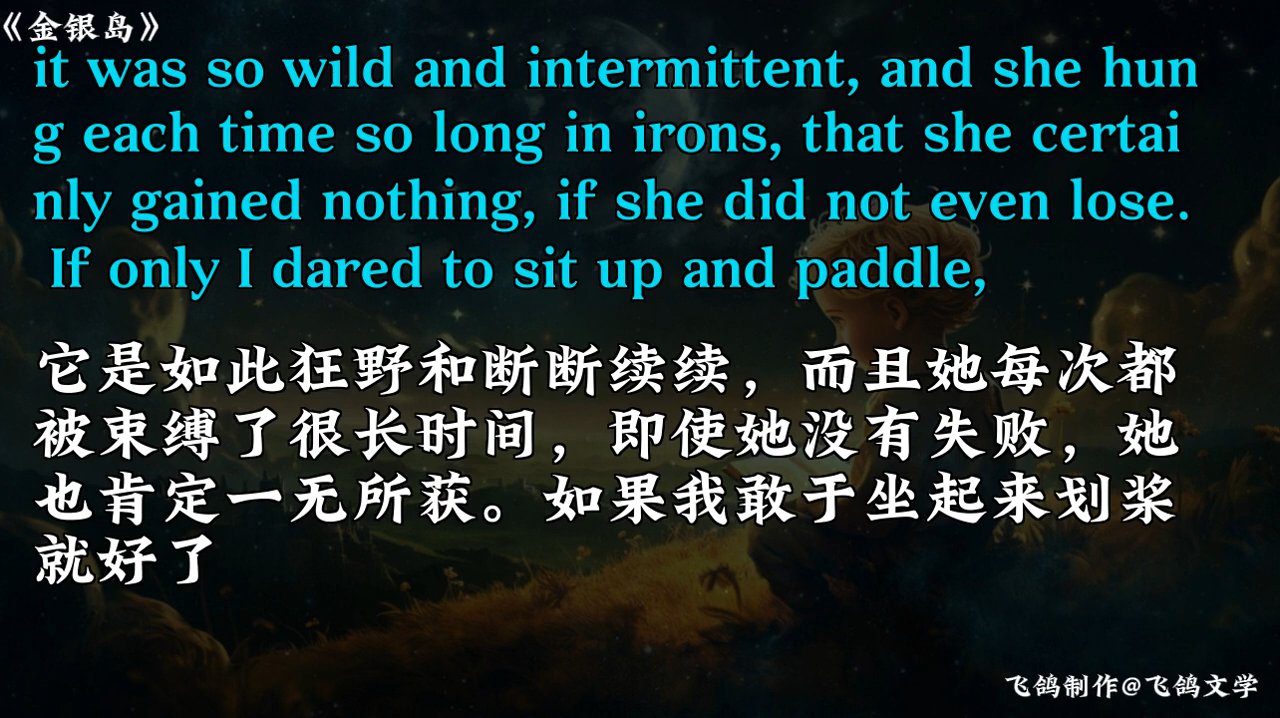 《金银岛》
it was so wild and intermittent, and she hun
g each time so long in irons, that she certai
nly gained nothing, if she did not even lose.
If only I dared to sit up and paddle,
它是如此狂野和断断续续，而且她每次都
被束缚了很长时间，即使她没有失败，她
也肯定一无所获。如果我敢于坐起来划桨
就好了
飞鸽制作@飞鸽文学